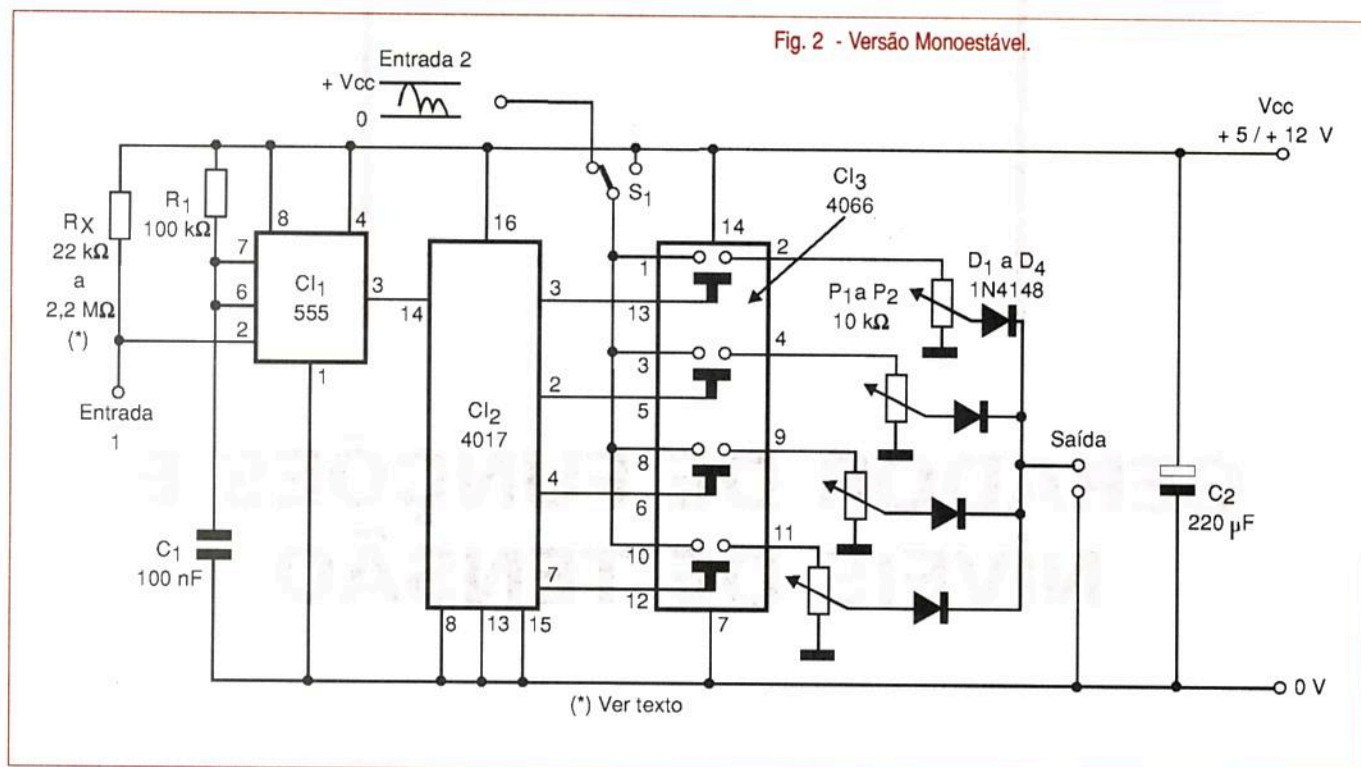 Fig. 2 - Versão Monoestável.
Entrada 2
+ Vcc
0
Vcc
+ 5 / + 12 V
S1
CI3
4066
RX
22 kΩ
a
2,2 MΩ
(*)
R1
100 kΩ
8
4
7
6
2
3
1
CI1
555
Entrada
1
C1
100 nF
16
14
3
2
4
7
CI2
4017
8
13
15
14
1
13
3
5
8
6
10
12
2
4
9
11
7
P1 a P2
10 kΩ
D1 a D4
1N4148
Saída
C2
220 µF
0 V
(*) Ver texto